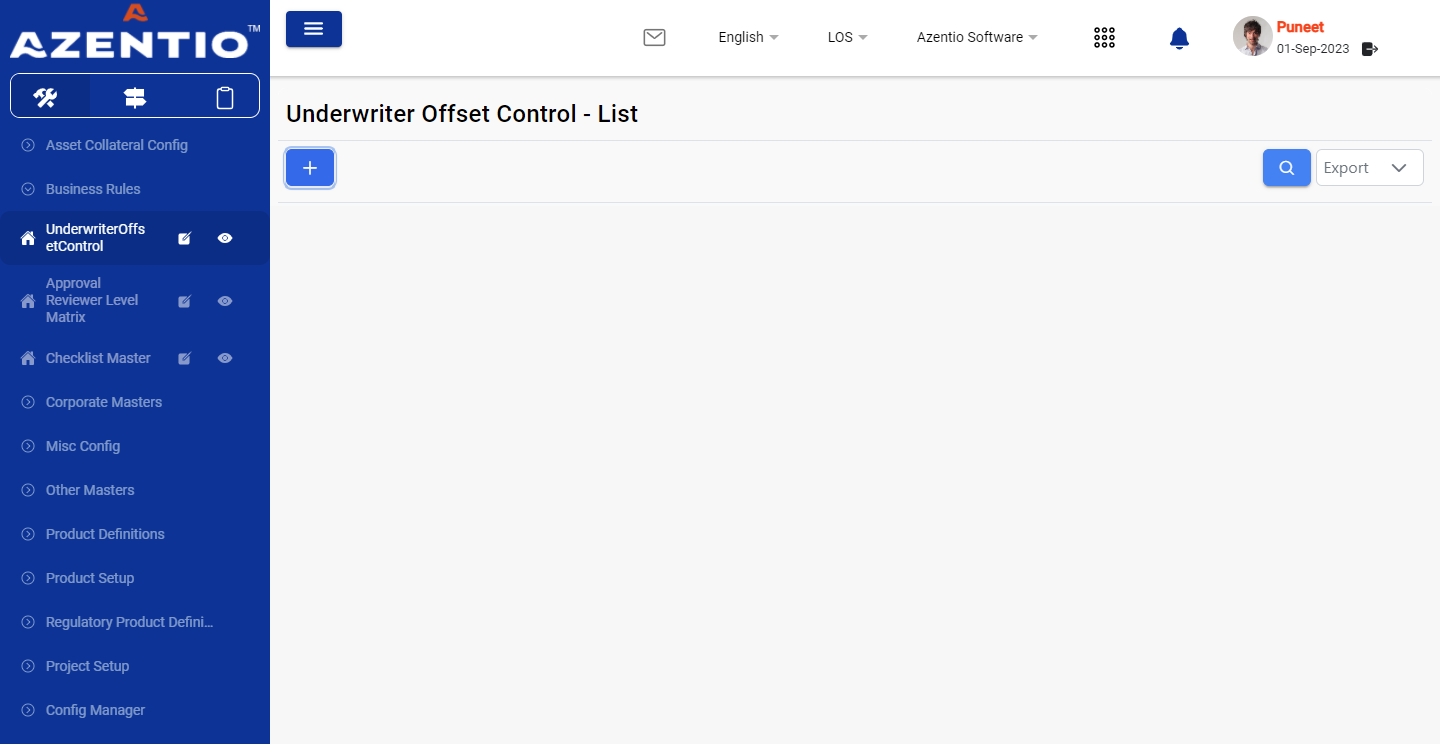 AZENTIO™
English
LOS
Azentio Software
Puneet
01-Sep-2023
Asset Collateral Config
Business Rules
UnderwriterOffs
etControl
Approval
Reviewer Level
Matrix
Checklist Master
Corporate Masters
Misc Config
Other Masters
Product Definitions
Product Setup
Regulatory Product Defini...
Project Setup
Config Manager
Underwriter Offset Control - List
Export